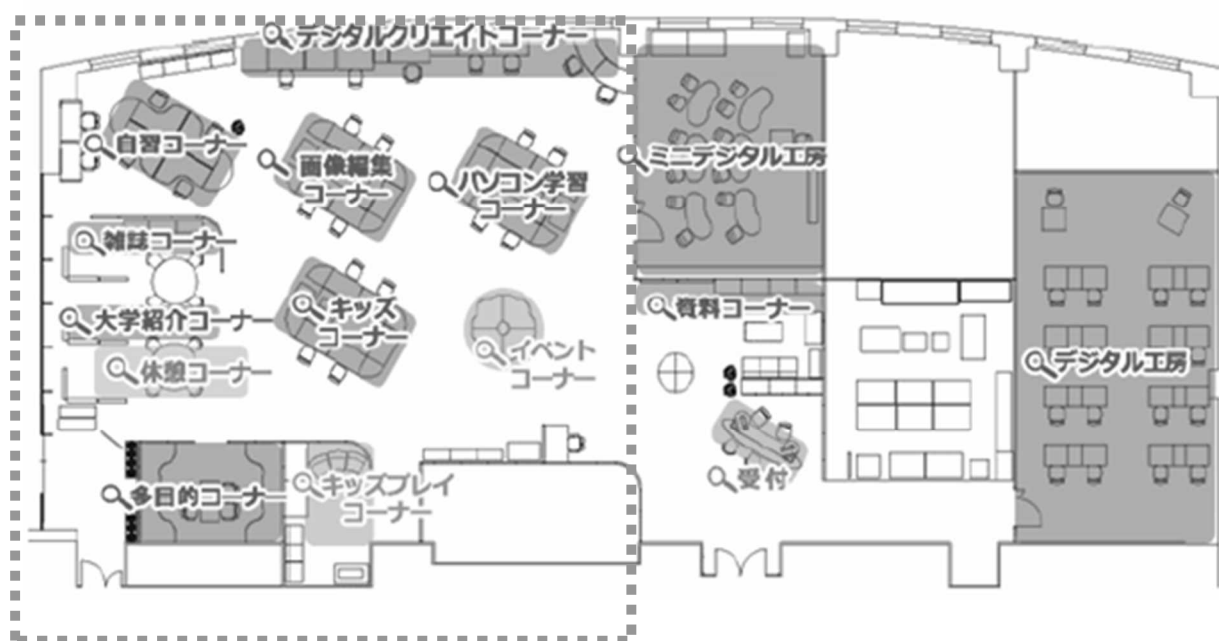 デジタルクリエイトコーナー
自習コーナー
画像編集
コーナー
パソコン学習
コーナー
ミニデジタル工房
雑誌コーナー
大学紹介コーナー
キッズ
コーナー
資料コーナー
イベント
コーナー
休憩コーナー
デジタル工房
多目的コーナー
キッズプレイ
コーナー
受付